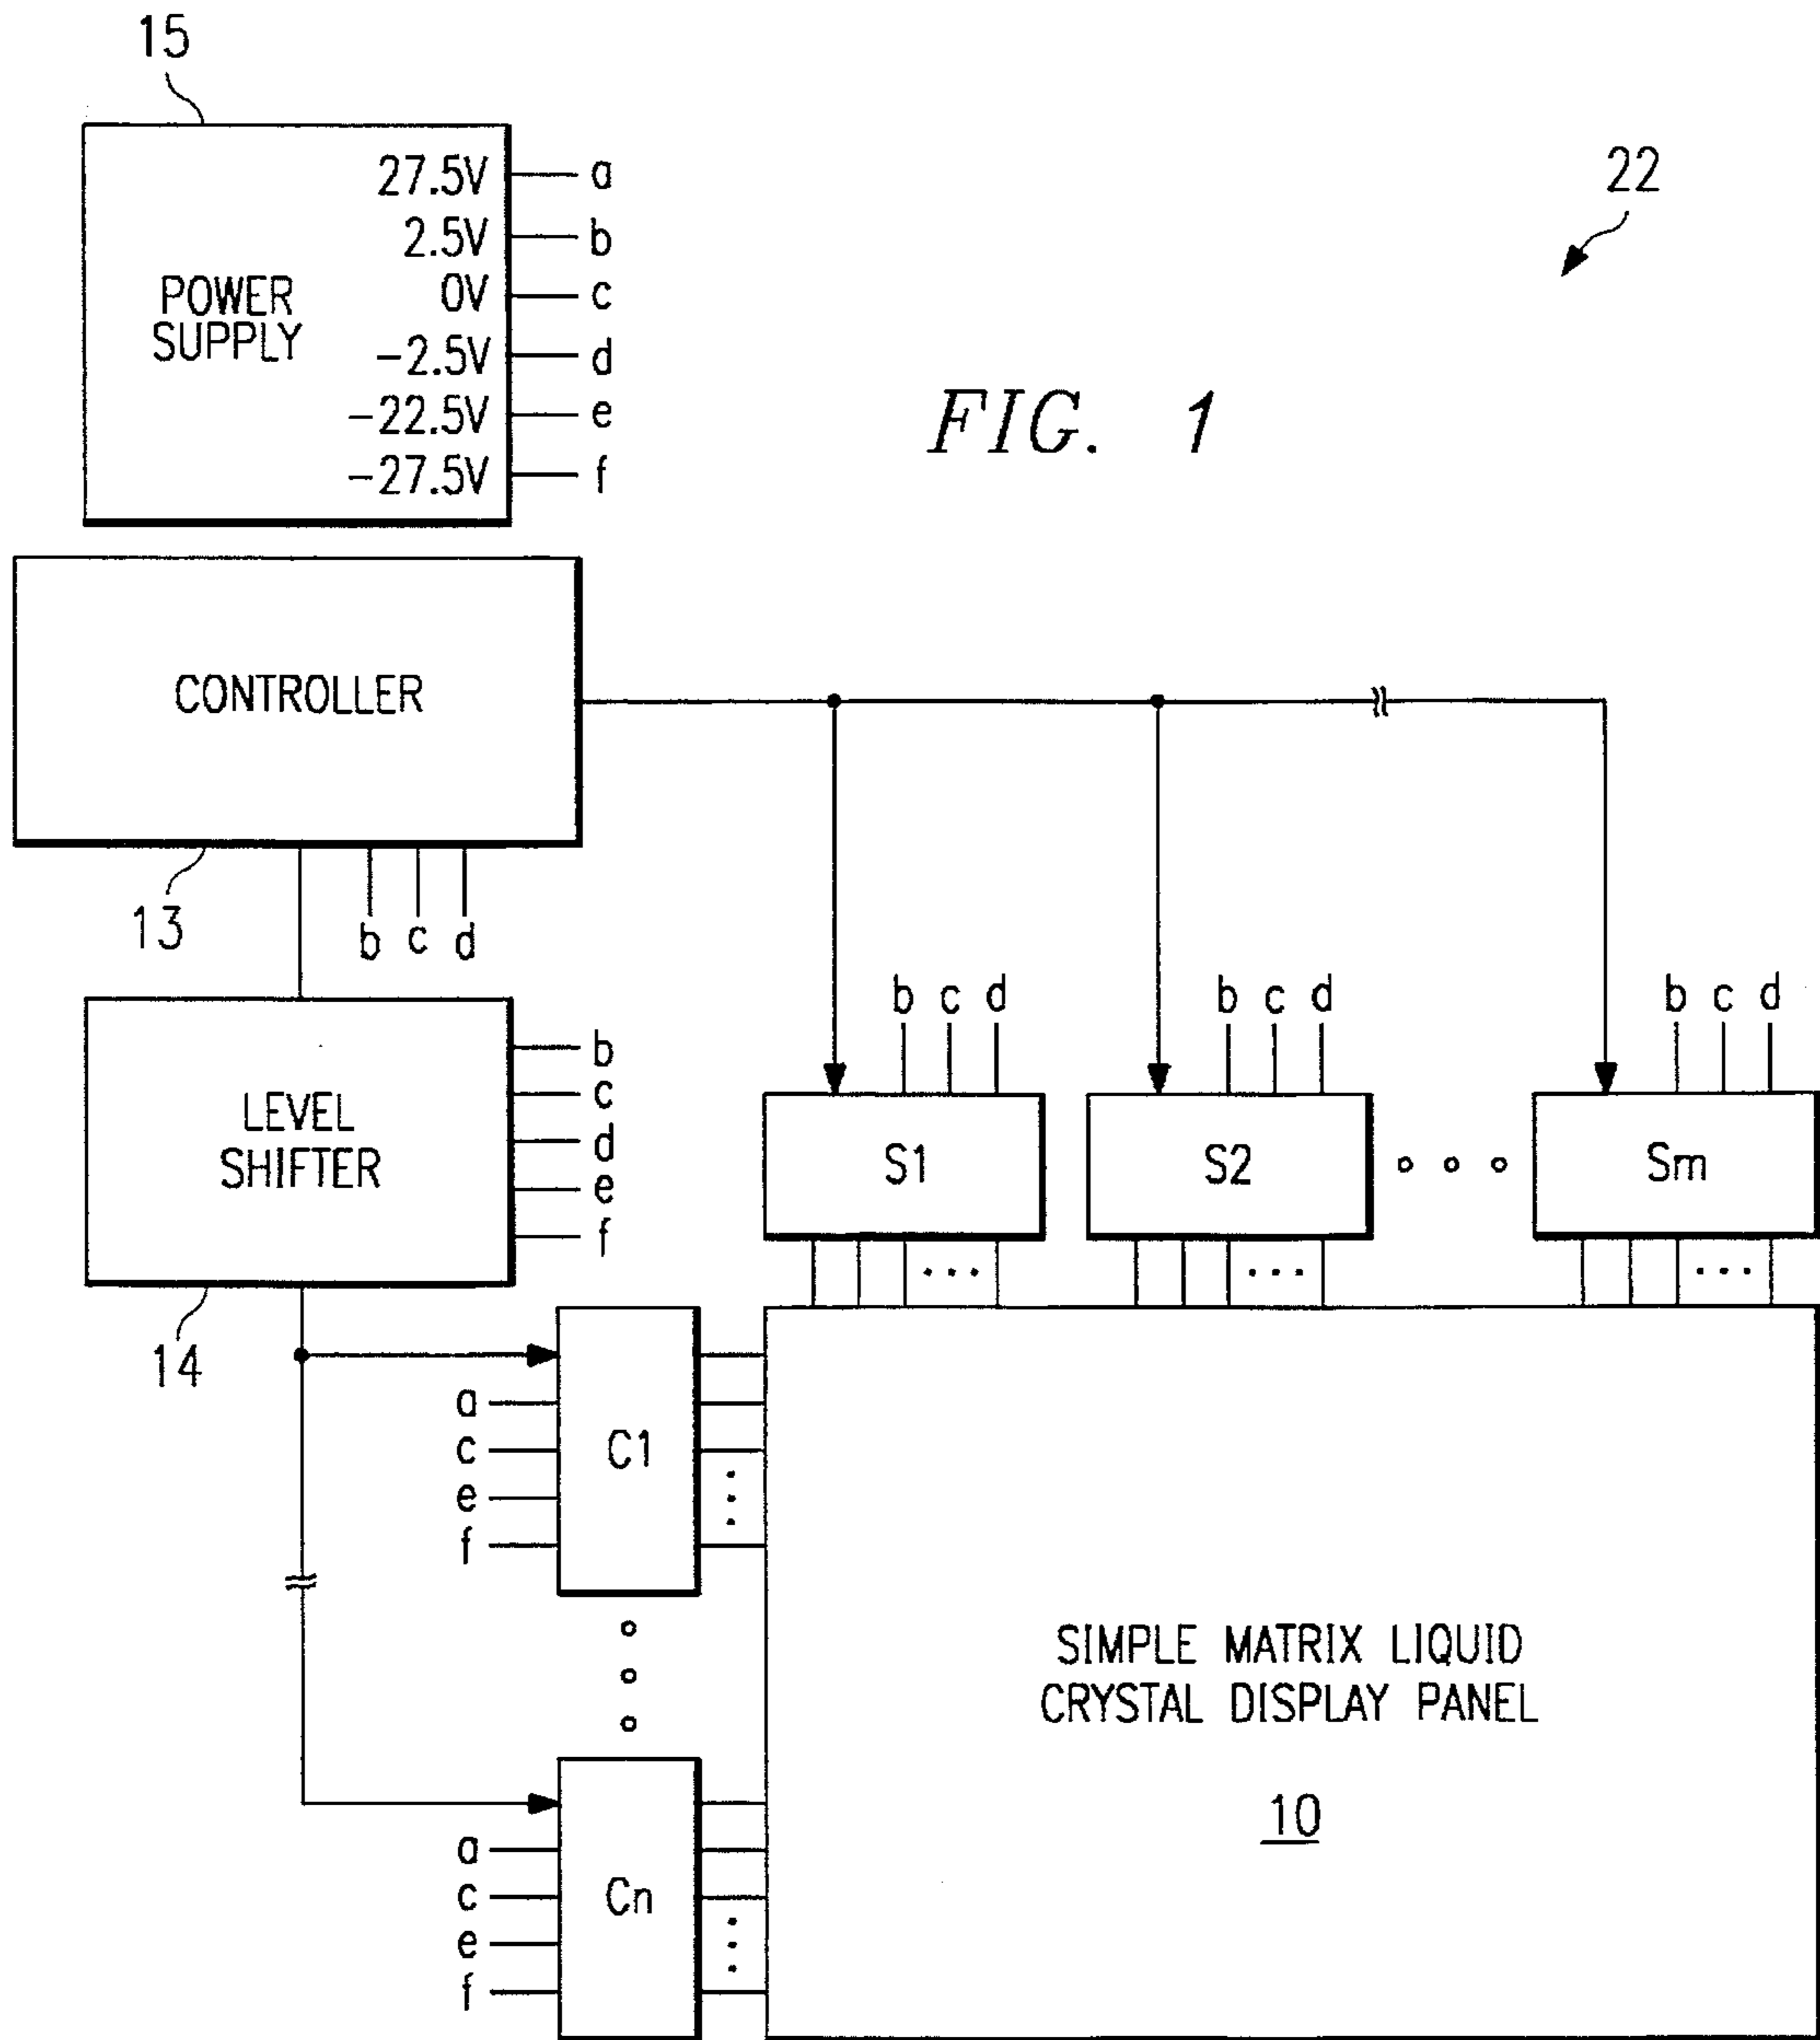 15
27.5V a
2.5V b
0V c
-2.5V d
-22.5V e
-27.5V f
POWER
SUPPLY
22
FIG. 1
CONTROLLER
13
b c d
LEVEL
SHIFTER
b
c
d
e
f
14
b c d
b c d
b c d
S1
S2
Sm
a
c
e
f
C1
SIMPLE MATRIX LIQUID
CRYSTAL DISPLAY PANEL
10
a
c
e
f
Cn